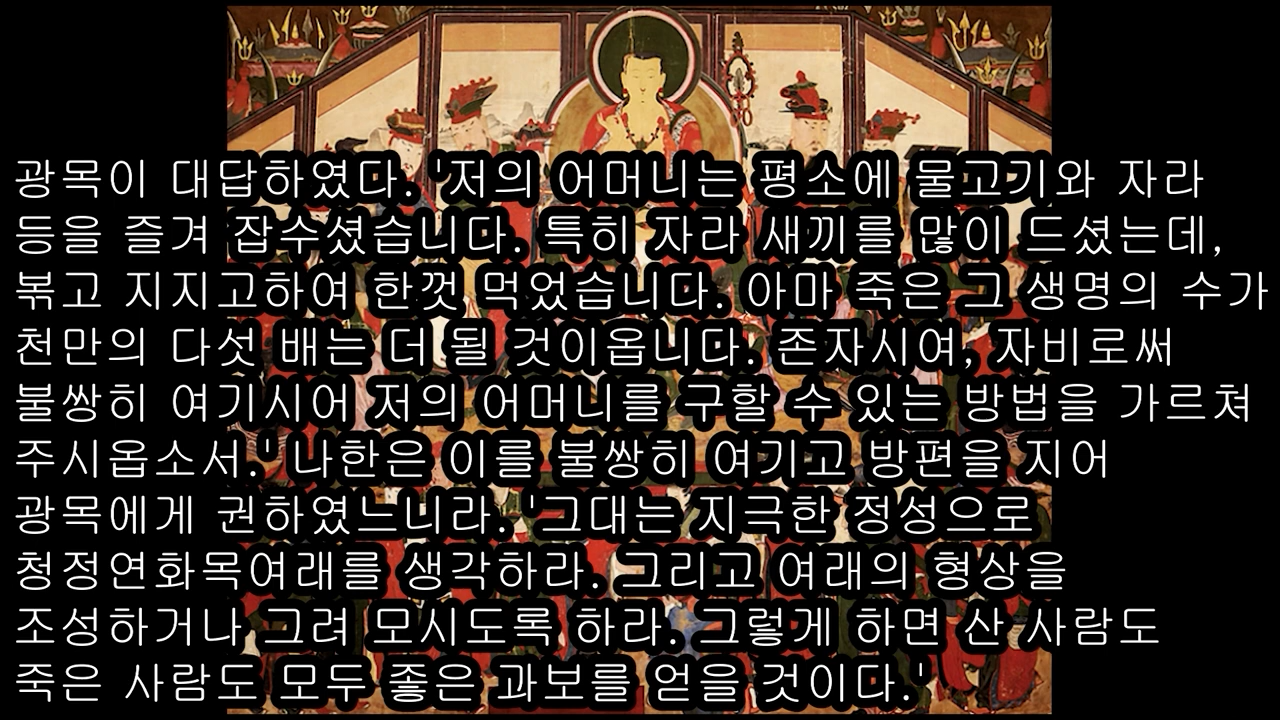 광목이 대답하였다. '저의 어머니는 평소에 물고기와 자라
등을 즐겨 잡수셨습니다. 특히 자라 새끼를 많이 드셨는데,
볶고 지지고하여 한껏 먹었습니다. 아마 죽은 그 생명의 수가
천만의 다섯 배는 더 될 것이옵니다. 존자시여, 자비로써
불쌍히 여기시어 저의 어머니를 구할 수 있는 방법을 가르쳐
주시옵소서.' 나한은 이를 불쌍히 여기고 방편을 지어
광목에게 권하였느니라. '그대는 지극한 정성으로
청정연화목여래를 생각하라. 그리고 여래의 형상을
조성하거나 그려 모시도록 하라. 그렇게 하면 산 사람도
죽은 사람도 모두 좋은 과보를 얻을 것이다.'